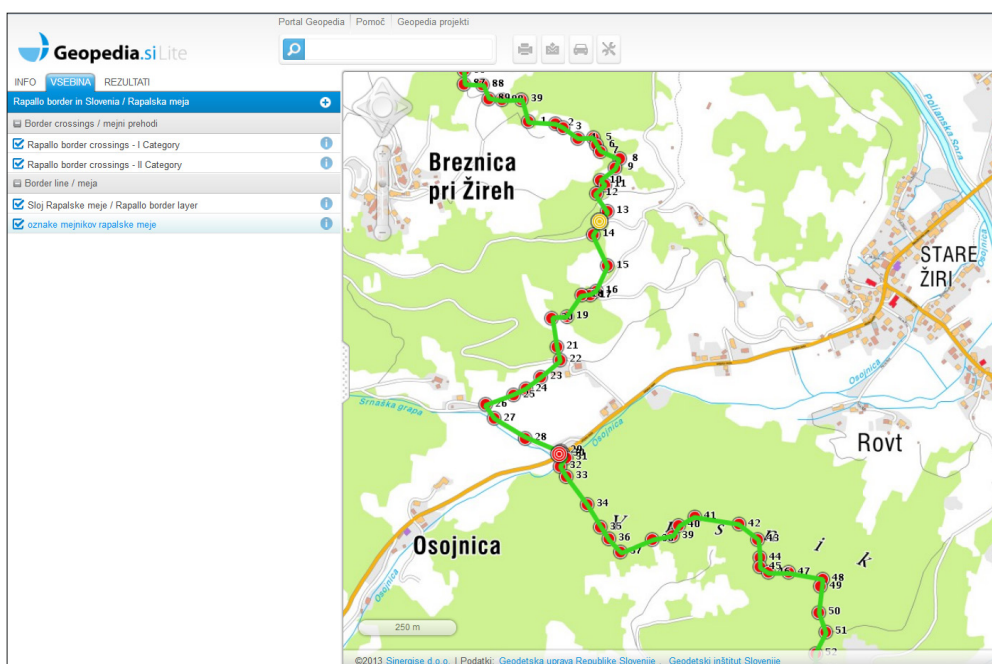 Portal Geopedia Pomoč Geopedia projekti
Geopedia.si Lite
INFO VSEBINA REZULTATI
Rapallo border in Slovenia / Rapalska meja
Border crossings / mejni prehodi
Rapallo border crossings - I Category
Rapallo border crossings - II Category
Border line / meja
Sloj Rapalske meje / Rapallo border layer
oznake mejnikov rapalske meje
87 88
89 39
1 2
3
5
6
7 8
9
10
11
12
Breznica
pri Žireh
Poljanska Sora
13
14
15
16
17
19
STARE
ŽIRI
Osojnica
21
22
23
24
25
26
27
28
Srnaška grapa
Osojnica
Osojnica
Rovt
31
32
33
34
35
36
37
39
40
41
42
43
44
45
46
47
48
49
50
51
52
V r s n i k
Osojnica
Osojnica
250 m
©2013 Sinergise d.o.o. | Podatki: Geodetska uprava Republike Slovenije , Geodetski inštitut Slovenije